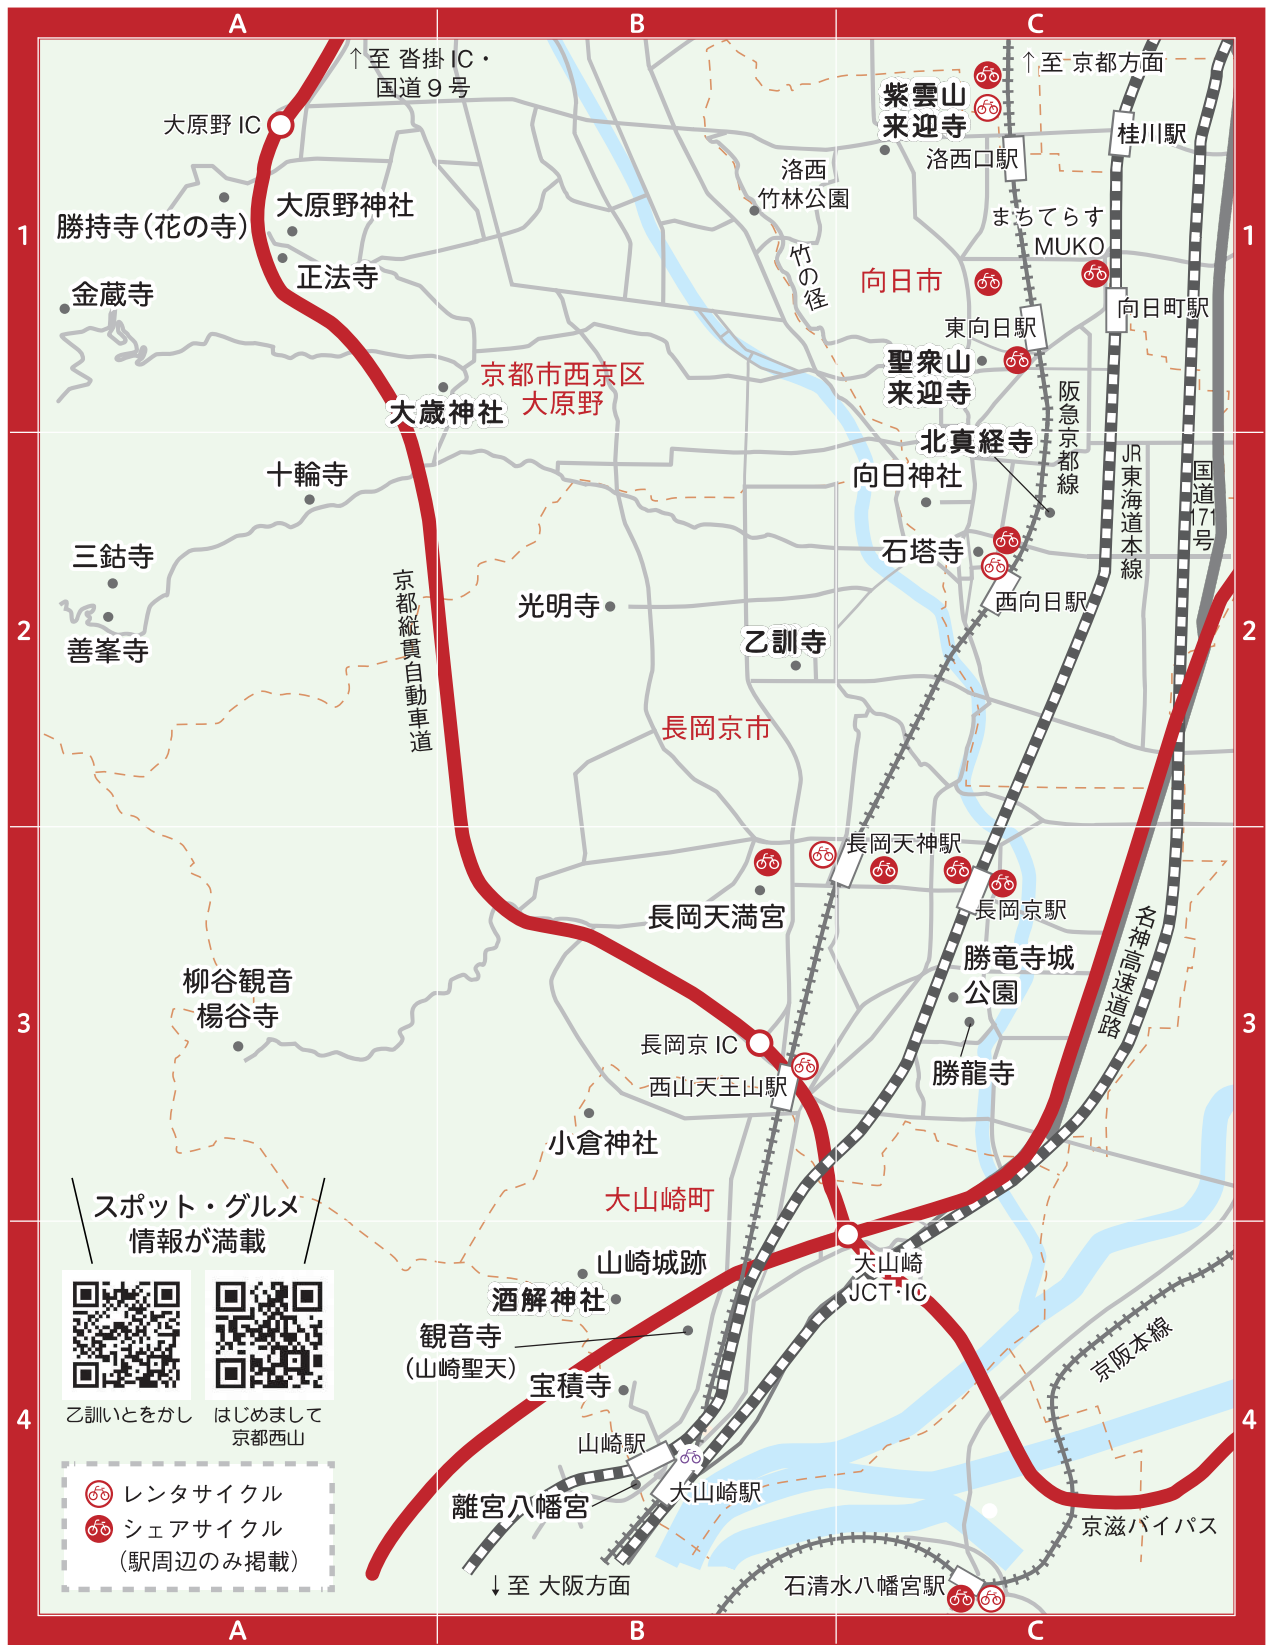 A
B
C
↑至 沓掛 IC・
国道９号
↑至 京都方面
大原野 IC
紫雲山
来迎寺
洛西口駅
桂川駅
洛西
竹林公園
勝持寺(花の寺)
大原野神社
正法寺
金蔵寺
竹の径
まちてらす
MUKO
向日市
向日町駅
東向日駅
1
1
聖衆山
来迎寺
京都市西京区
大原野
大歳神社
阪急京都線
北真経寺
JR東海道本線
国道171号
向日神社
十輪寺
石塔寺
三鈷寺
善峯寺
京都縦貫自動車道
光明寺
西向日駅
乙訓寺
2
2
長岡京市
長岡天神駅
長岡天満宮
長岡京駅
名神高速道路
勝竜寺城
公園
柳谷観音
楊谷寺
勝龍寺
3
3
長岡京 IC
西山天王山駅
小倉神社
大山崎町
スポット・グルメ
情報が満載
山崎城跡
大山崎
JCT・IC
酒解神社
観音寺
(山崎聖天)
宝積寺
京阪本線
乙訓いとをかし
はじめまして
京都西山
4
4
山崎駅
大山崎駅
離宮八幡宮
レンタサイクル
シェアサイクル
(駅周辺のみ掲載)
京滋バイパス
↓至 大阪方面
石清水八幡宮駅
A
B
C